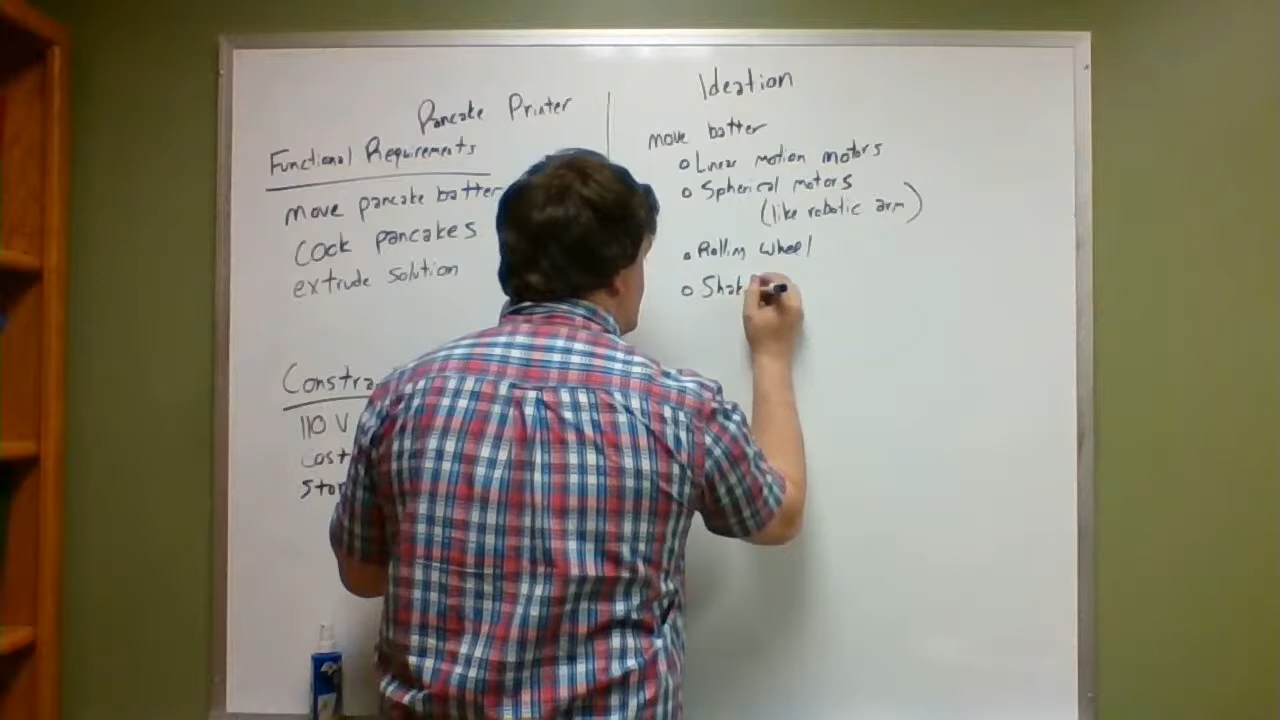 Pancake Printer
Functional Requirements
move pancake batter
Cook pancakes
extrude solution
Constra
110 V
Cost
Stor
Ideation
move batter
Linear motion motors
Spherical motors
(like robotic arm)
Rolling wheel
Shak